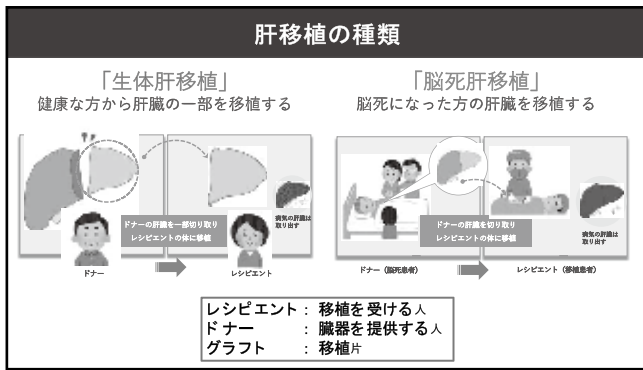 肝移植の種類
「生体肝移植」
健康な方から肝臓の一部を移植する
ドナーの肝臓を一部切り取り
レシピエントの体に移植
病気の肝臓は
取り出す
ドナー
レシピエント
「脳死肝移植」
脳死になった方の肝臓を移植する
ドナーの肝臓を切り取り
レシピエントの体に移植
病気の肝臓は
取り出す
ドナー（脳死患者）
レシピエント（移植患者）
レシピエント：移植を受ける人
ドナー：臓器を提供する人
グラフト：移植片